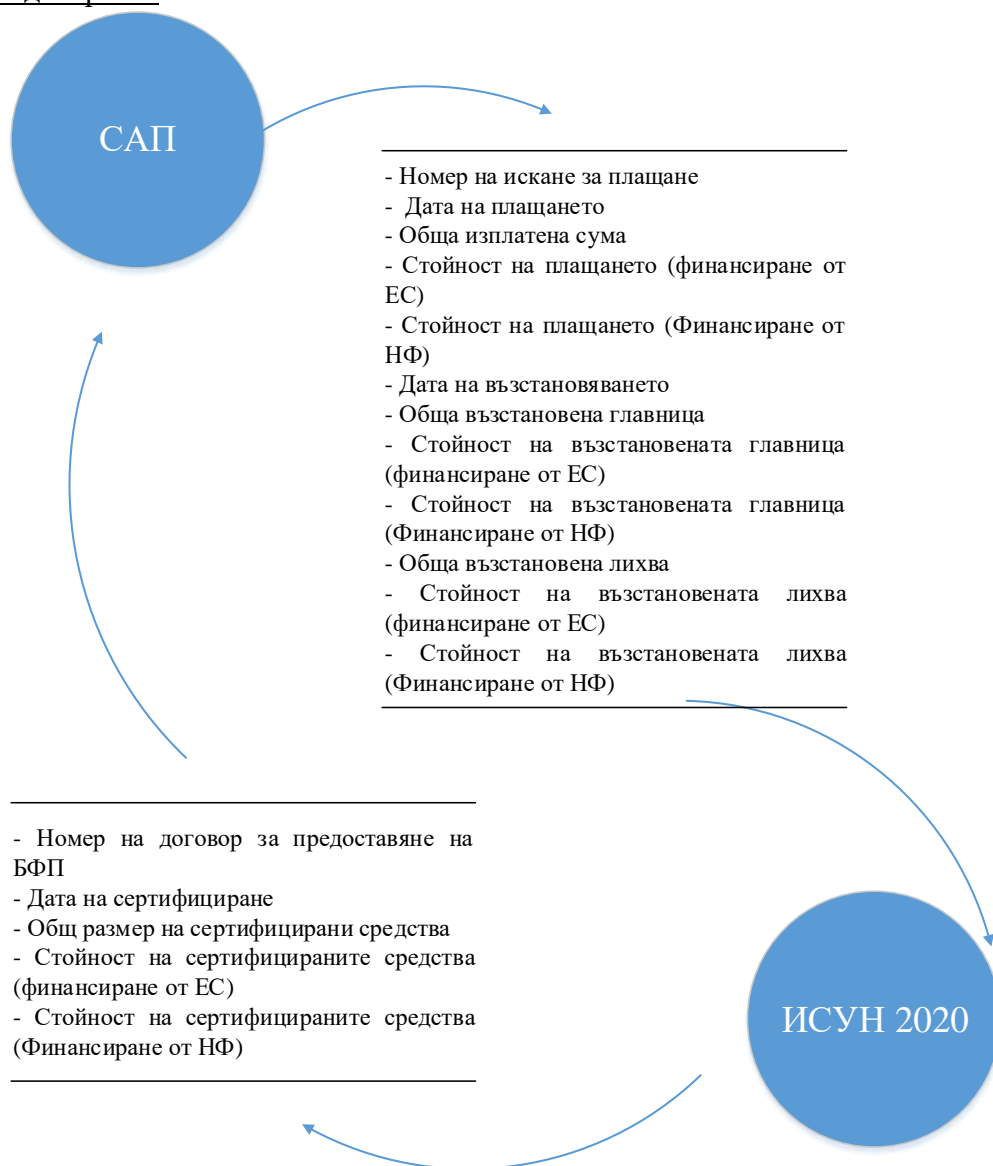 САП
- Номер на искане за плащане
- Дата на плащането
- Обща изплатена сума
- Стойност на плащането (финансиране от
ЕС)
- Стойност на плащането (Финансиране от
НФ)
- Дата на възстановяването
- Обща възстановена главница
- Стойност на възстановената главница
(финансиране от ЕС)
- Стойност на възстановената главница
(Финансиране от НФ)
- Обща възстановена лихва
- Стойност на възстановената лихва
(финансиране от ЕС)
- Стойност на възстановената лихва
(Финансиране от НФ)
- Номер на договор за предоставяне на
БФП
- Дата на сертифициране
- Общ размер на сертифицирани средства
- Стойност на сертифицираните средства
(финансиране от ЕС)
- Стойност на сертифицираните средства
(Финансиране от НФ)
ИСУН 2020